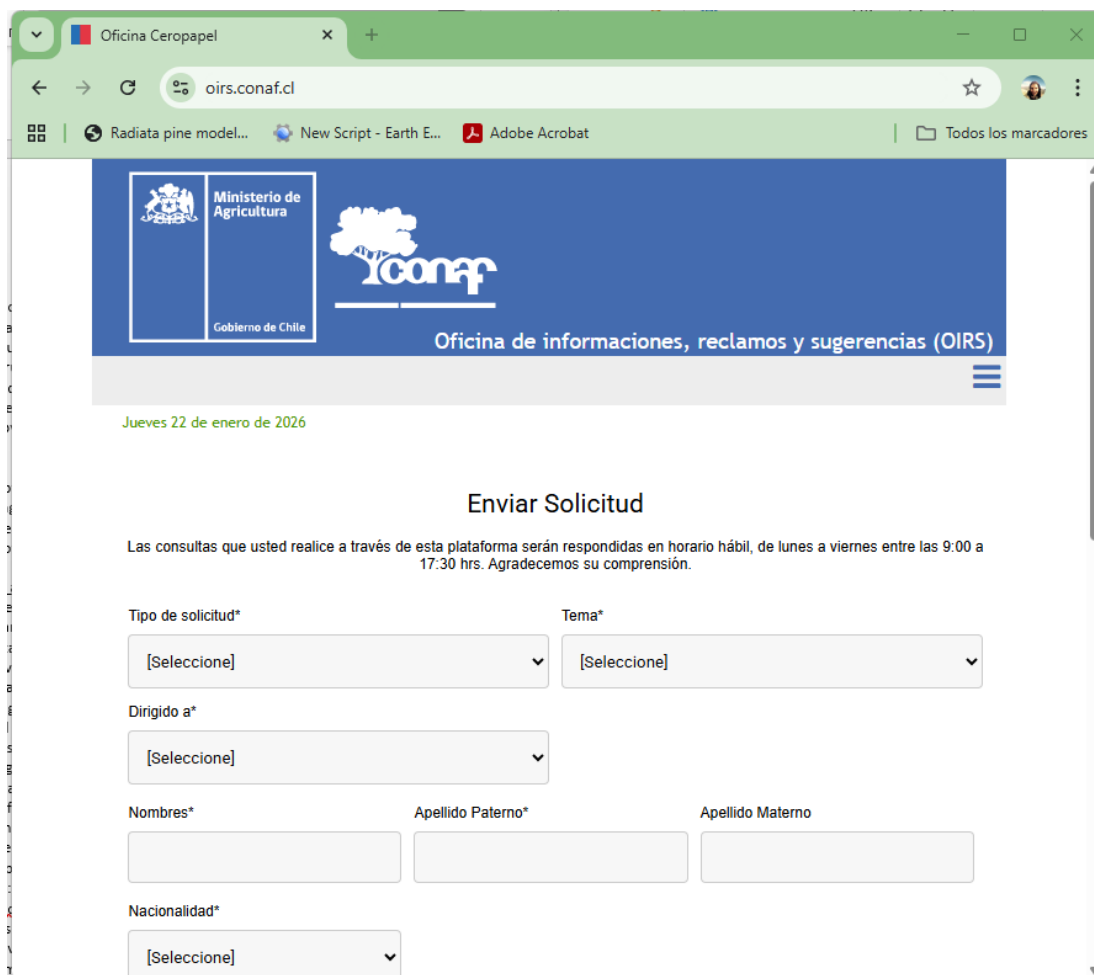 Oficina Ceropapel
oirs.conaf.cl
Radiata pine model... New Script - Earth E... Adobe Acrobat Todos los marcadores
Ministerio de
Agricultura
Gobierno de Chile
conaf
Oficina de informaciones, reclamos y sugerencias (OIRS)
Jueves 22 de enero de 2026
Enviar Solicitud
Las consultas que usted realice a través de esta plataforma serán respondidas en horario hábil, de lunes a viernes entre las 9:00 a
17:30 hrs. Agradecemos su comprensión.
Tipo de solicitud* Tema*
[Seleccione] [Seleccione]
Dirigido a*
[Seleccione]
Nombres* Apellido Paterno* Apellido Materno
Nacionalidad*
[Seleccione]